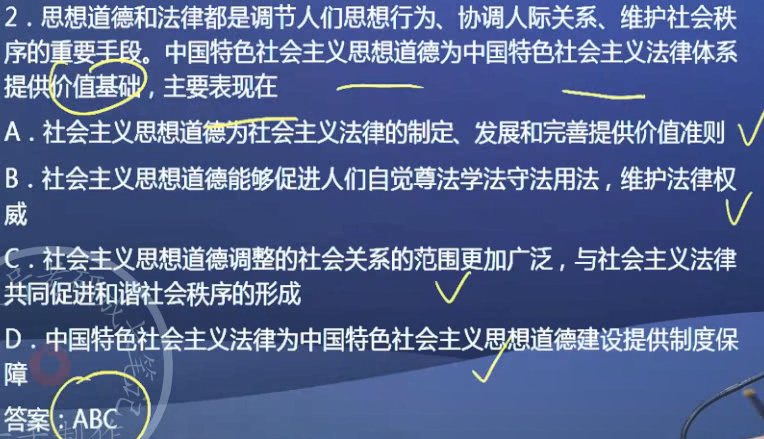 2．思想道德和法律都是调节人们思想行为、协调人际关系、维护社会秩
序的重要手段。中国特色社会主义思想道德为中国特色社会主义法律体系
提供价值基础，主要表现在
A．社会主义思想道德为社会主义法律的制定、发展和完善提供价值准则
B．社会主义思想道德能够促进人们自觉尊法学法守法用法，维护法律权
威
C．社会主义思想道德调整的社会关系的范围更加广泛，与社会主义法律
共同促进和谐社会秩序的形成
D．中国特色社会主义法律为中国特色社会主义思想道德建设提供制度保
障
答案：ABC